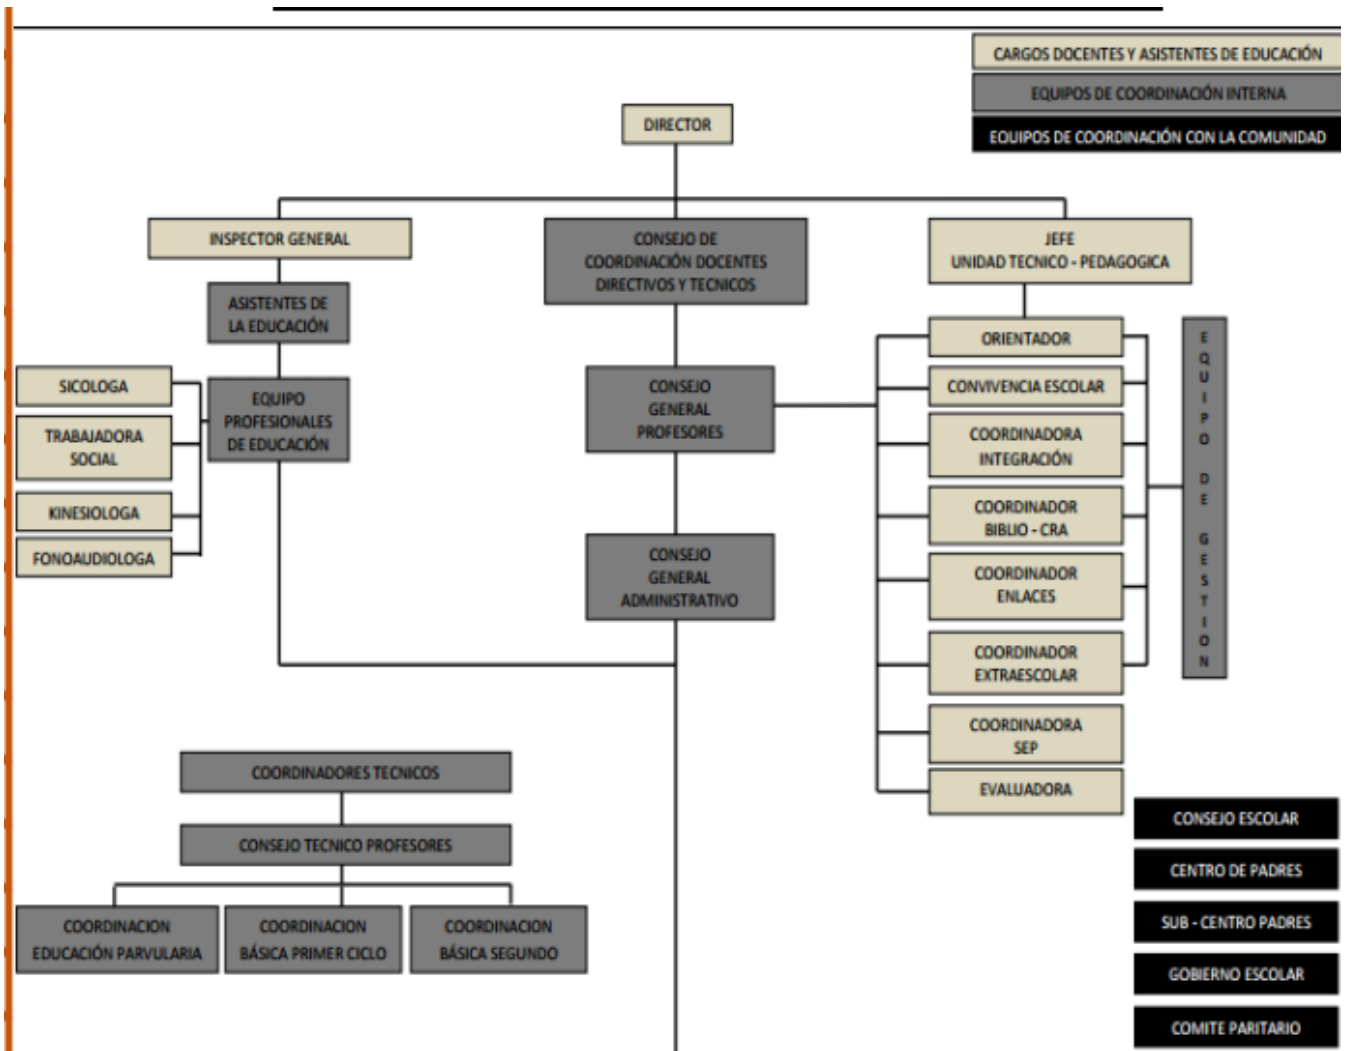 CARGOS DOCENTES Y ASISTENTES DE EDUCACIÓN
EQUIPOS DE COORDINACIÓN INTERNA
EQUIPOS DE COORDINACIÓN CON LA COMUNIDAD
DIRECTOR
INSPECTOR GENERAL
CONSEJO DE
COORDINACIÓN DOCENTES
DIRECTIVOS Y TECNICOS
JEFE
UNIDAD TECNICO - PEDAGOGICA
ASISTENTES DE
LA EDUCACIÓN
EQUIPO
PROFESIONALES
DE EDUCACIÓN
SICOLOGA
TRABAJADORA
SOCIAL
KINESIOLOGA
FONOAUDIOLOGA
CONSEJO
GENERAL
PROFESORES
CONSEJO
GENERAL
ADMINISTRATIVO
ORIENTADOR
CONVIVENCIA ESCOLAR
COORDINADORA
INTEGRACIÓN
COORDINADOR
BIBLIO - CRA
COORDINADOR
ENLACES
COORDINADOR
EXTRAESCOLAR
COORDINADORA
SEP
EVALUADORA
EQUIPO DE GESTION
COORDINADORES TECNICOS
CONSEJO TECNICO PROFESORES
COORDINACION
EDUCACIÓN PARVULARIA
COORDINACION
BÁSICA PRIMER CICLO
COORDINACION
BÁSICA SEGUNDO
CONSEJO ESCOLAR
CENTRO DE PADRES
SUB - CENTRO PADRES
GOBIERNO ESCOLAR
COMITE PARITARIO